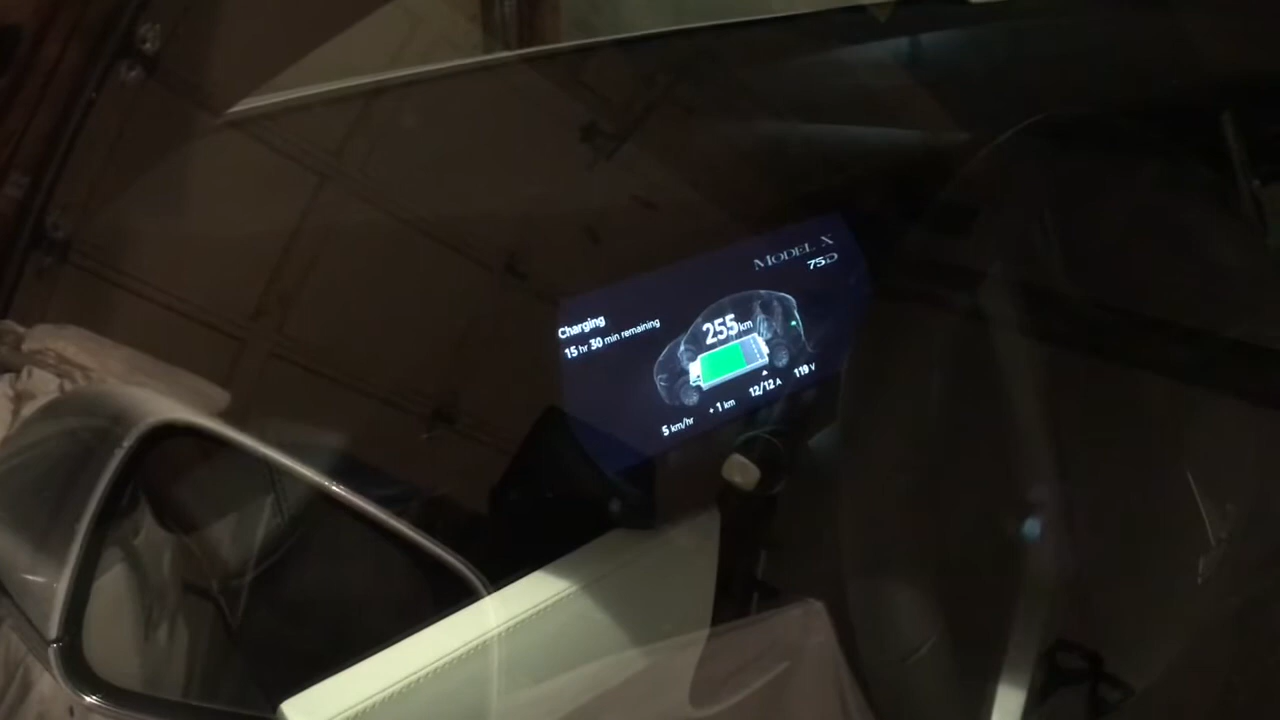 MODEL X
75D
Charging
15 hr 30 min remaining
255 km
5 km/hr + 1 km 12/12 A 119 V